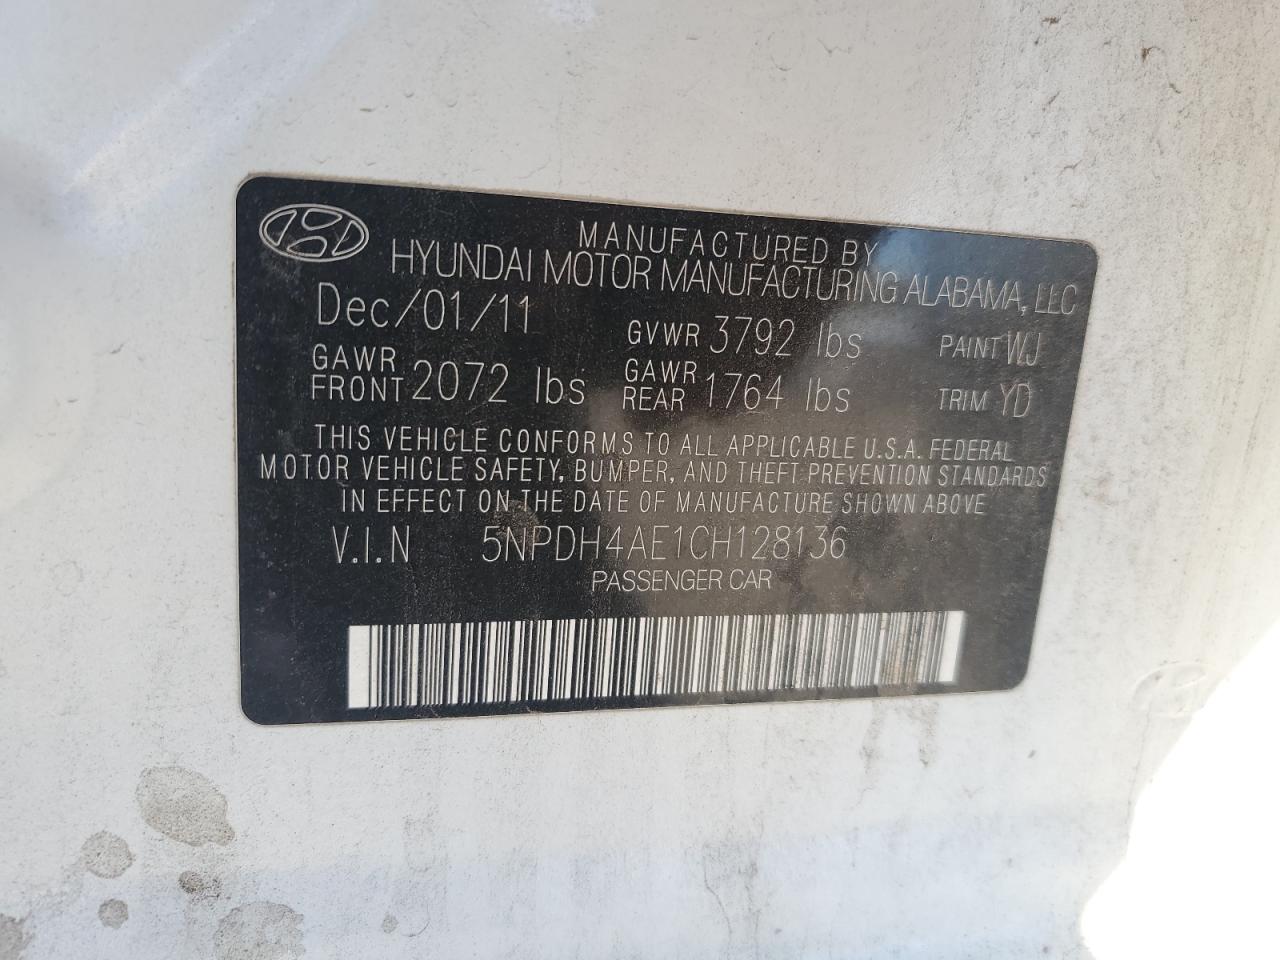 MANUFACTURED BY
HYUNDAI MOTOR MANUFACTURING ALABAMA, LLC
Dec/01/11 GVWR 3792 lbs PAINT WJ
GAWR FRONT 2072 lbs GAWR REAR 1764 lbs TRIM YD
THIS VEHICLE CONFORMS TO ALL APPLICABLE U.S.A. FEDERAL
MOTOR VEHICLE SAFETY, BUMPER, AND THEFT PREVENTION STANDARDS
IN EFFECT ON THE DATE OF MANUFACTURE SHOWN ABOVE
V.I.N 5NPDH4AE1CH128136
PASSENGER CAR